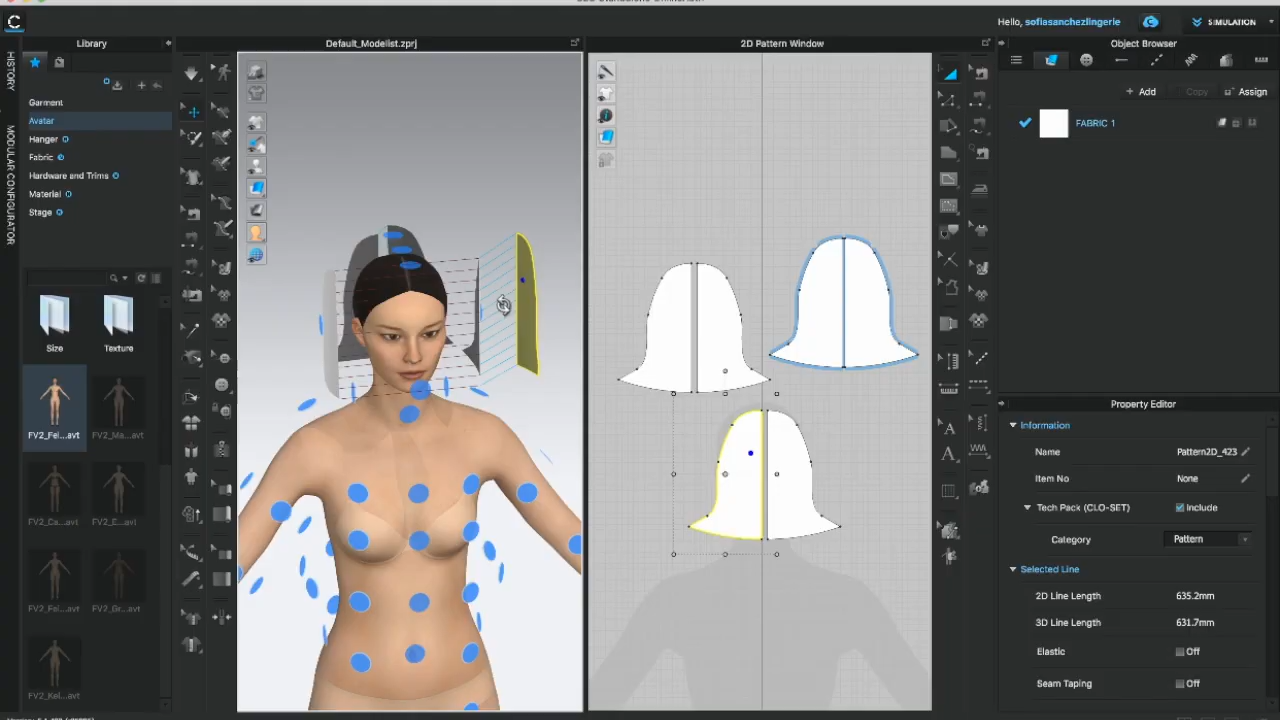 Hello, sofiasanchezlingerie
SIMULATION
HISTORY
MODULAR CONFIGURATOR
Library
Garment
Avatar
Hanger
Fabric
Hardware and Trims
Material
Stage
Size
Texture
FV2_Fel...avt
FV2_Ma...avt
FV2_Ca...avt
FV2_E...avt
FV2_Fei...avt
FV2_Gr...avt
FV2_Kel...avt
Default_Modelist.zprj
2D Pattern Window
Object Browser
+ Add
Copy
Assign
FABRIC 1
Property Editor
Information
Name
Pattern2D_423
Item No
None
Tech Pack (CLO-SET)
Include
Category
Pattern
Selected Line
2D Line Length
635.2mm
3D Line Length
631.7mm
Elastic
Off
Seam Taping
Off